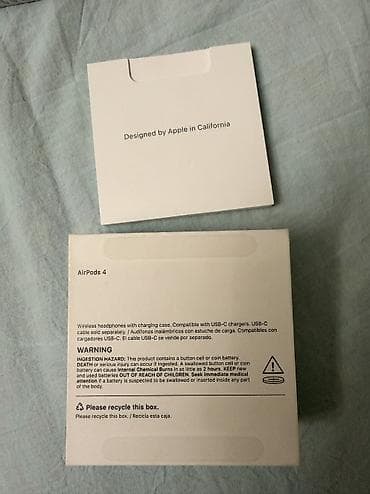 Designed by Apple in California
AirPods 4
Wireless headphones with charging case. Compatible with USB-C chargers. USB-C
cable sold separately. / Audífonos inalámbricos con estuche de carga. Compatibles con
cargadores USB-C. El cable USB-C se vende por separado.
WARNING
INGESTION HAZARD: This product contains a button cell or coin battery.
DEATH or serious injury can occur if ingested. A swallowed button cell or coin
battery can cause Internal Chemical Burns in as little as 2 hours. KEEP new
and used batteries OUT OF REACH OF CHILDREN. Seek immediate medical
attention if a battery is suspected to be swallowed or inserted inside any part
of the body.
Please recycle this box.
Please recycle this box. / Recicla esta caja.